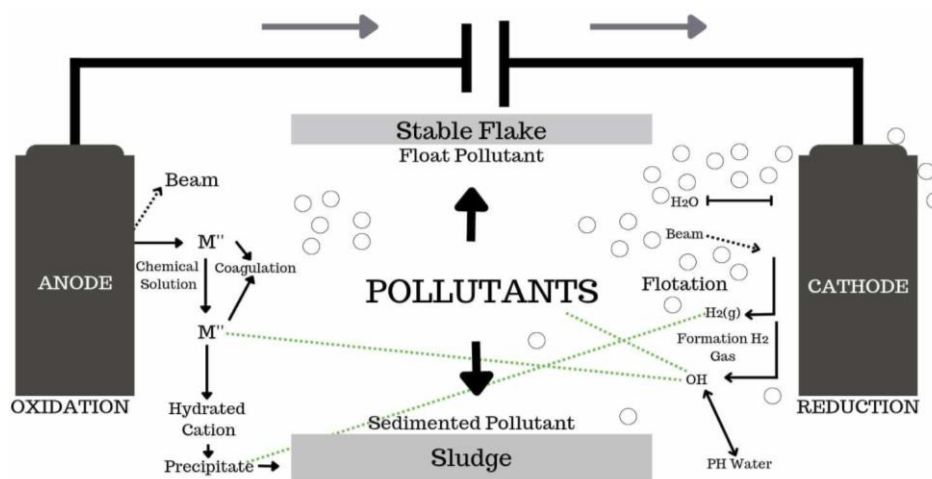 Stable Flake
Float Pollutant
Beam
H2O
M"
Beam
Chemical
Solution
Coagulation
ANODE
POLLUTANTS
Flotation
CATHODE
M"
H2(g)
Formation H2
Gas
OH
OXIDATION
REDUCTION
Hydrated
Cation
Sedimented Pollutant
Precipitate
Sludge
PH Water